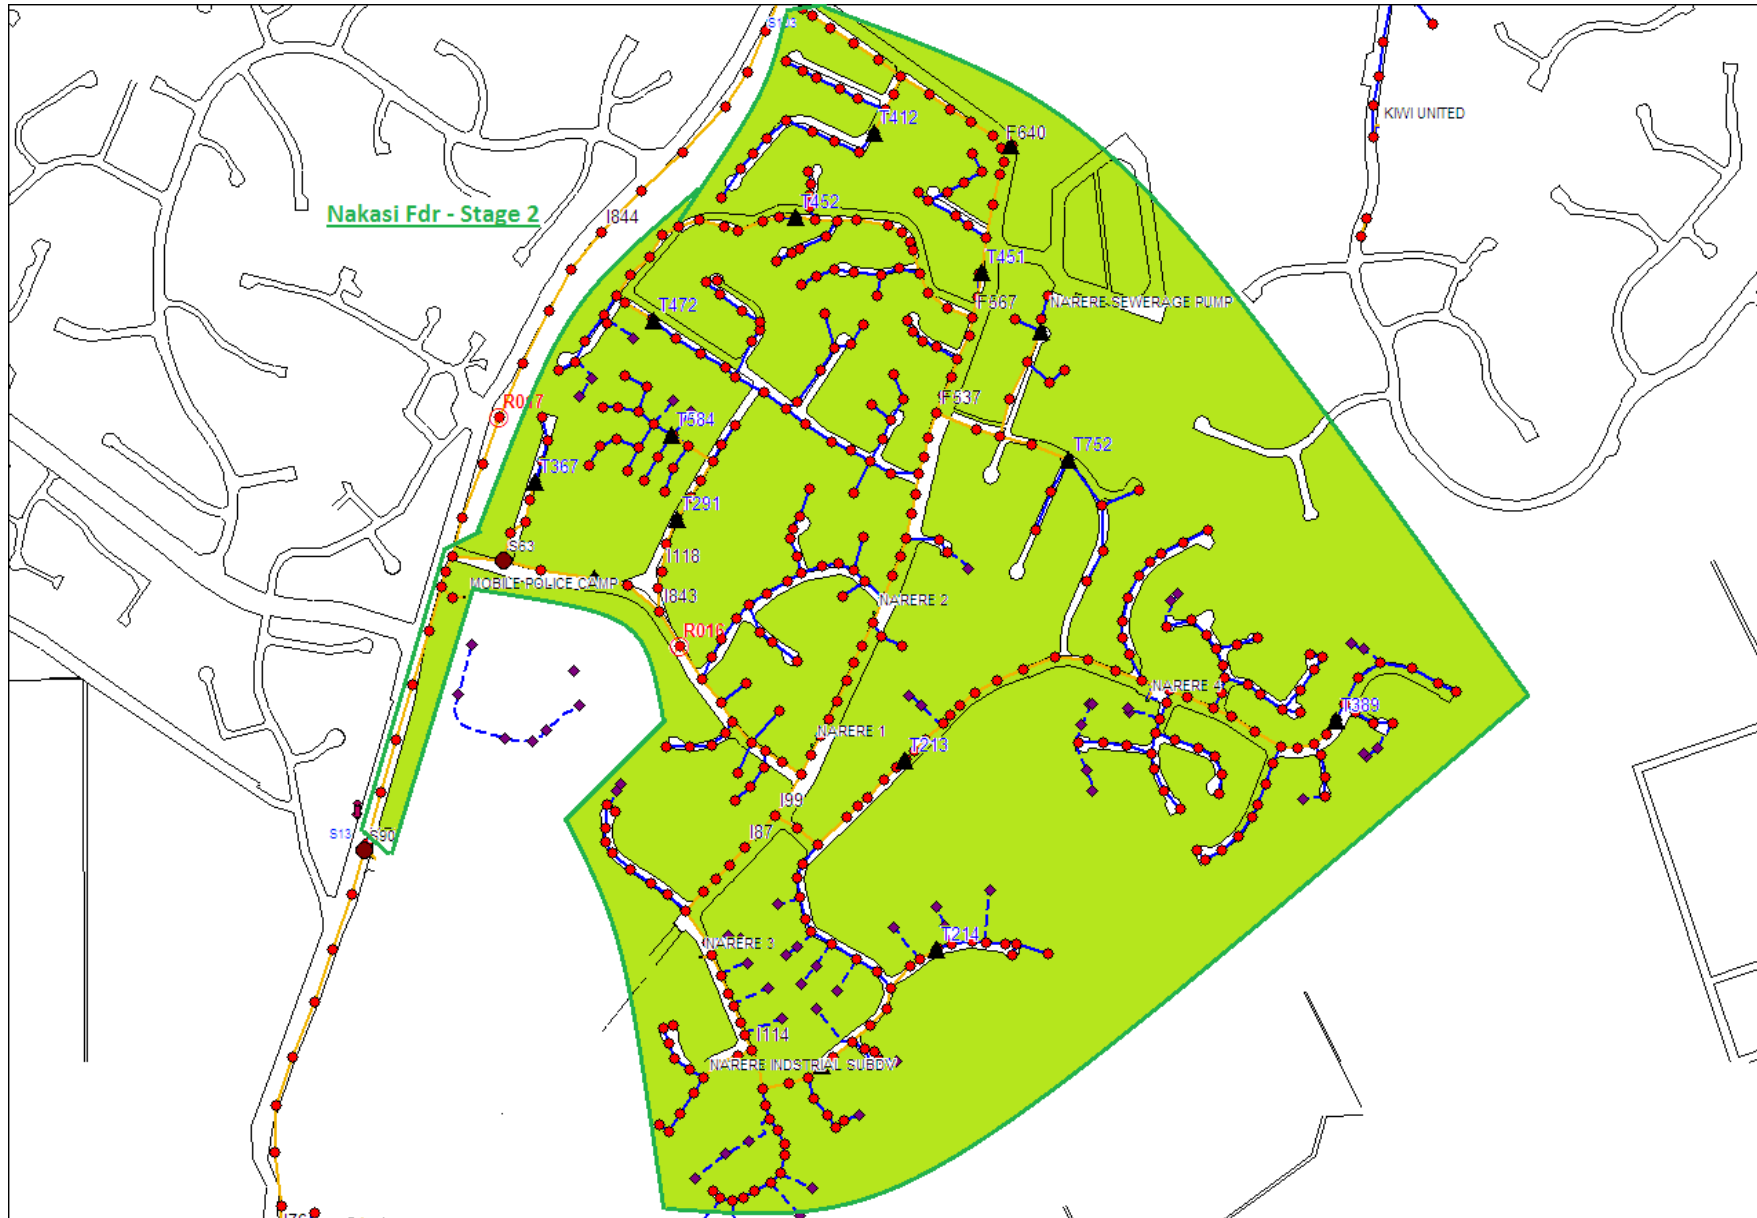 S103
KIWI UNITED
T412
F640
Nakasi Fdr - Stage 2
I844
T452
T451
F567
NARERE SEWERAGE PUMP
T472
R017
F537
T584
T752
T367
T291
S63
I118
MOBILE POLICE CAMP
I843
NARERE 2
R016
NARERE 4
T389
NARERE 1
T213
I99
S13
S90
I87
T214
NARERE 3
I114
NARERE INDSTRIAL SUBDV